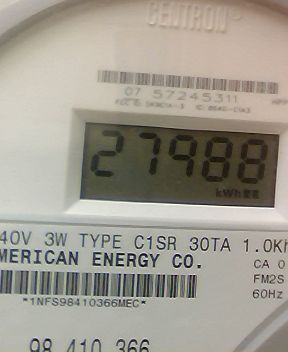 CENTRON
07 57245311
27988
kWh
40V 3W TYPE C1SR 30TA 1.0Kh
MERICAN ENERGY CO.
CA 0
FM2S
60Hz
*1NFS98410366MEC*
98 410 366